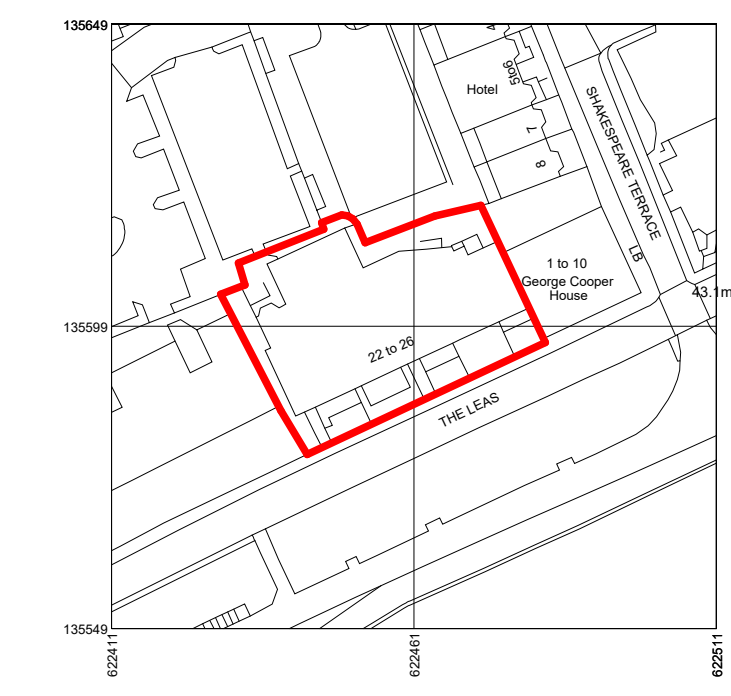 135649
4
5to6
Hotel
7
8
SHAKESPEARE TERRACE
LB
1 to 10
George Cooper
House
43.1m
135599
22 to 26
THE LEAS
135549
622411
622461
622511